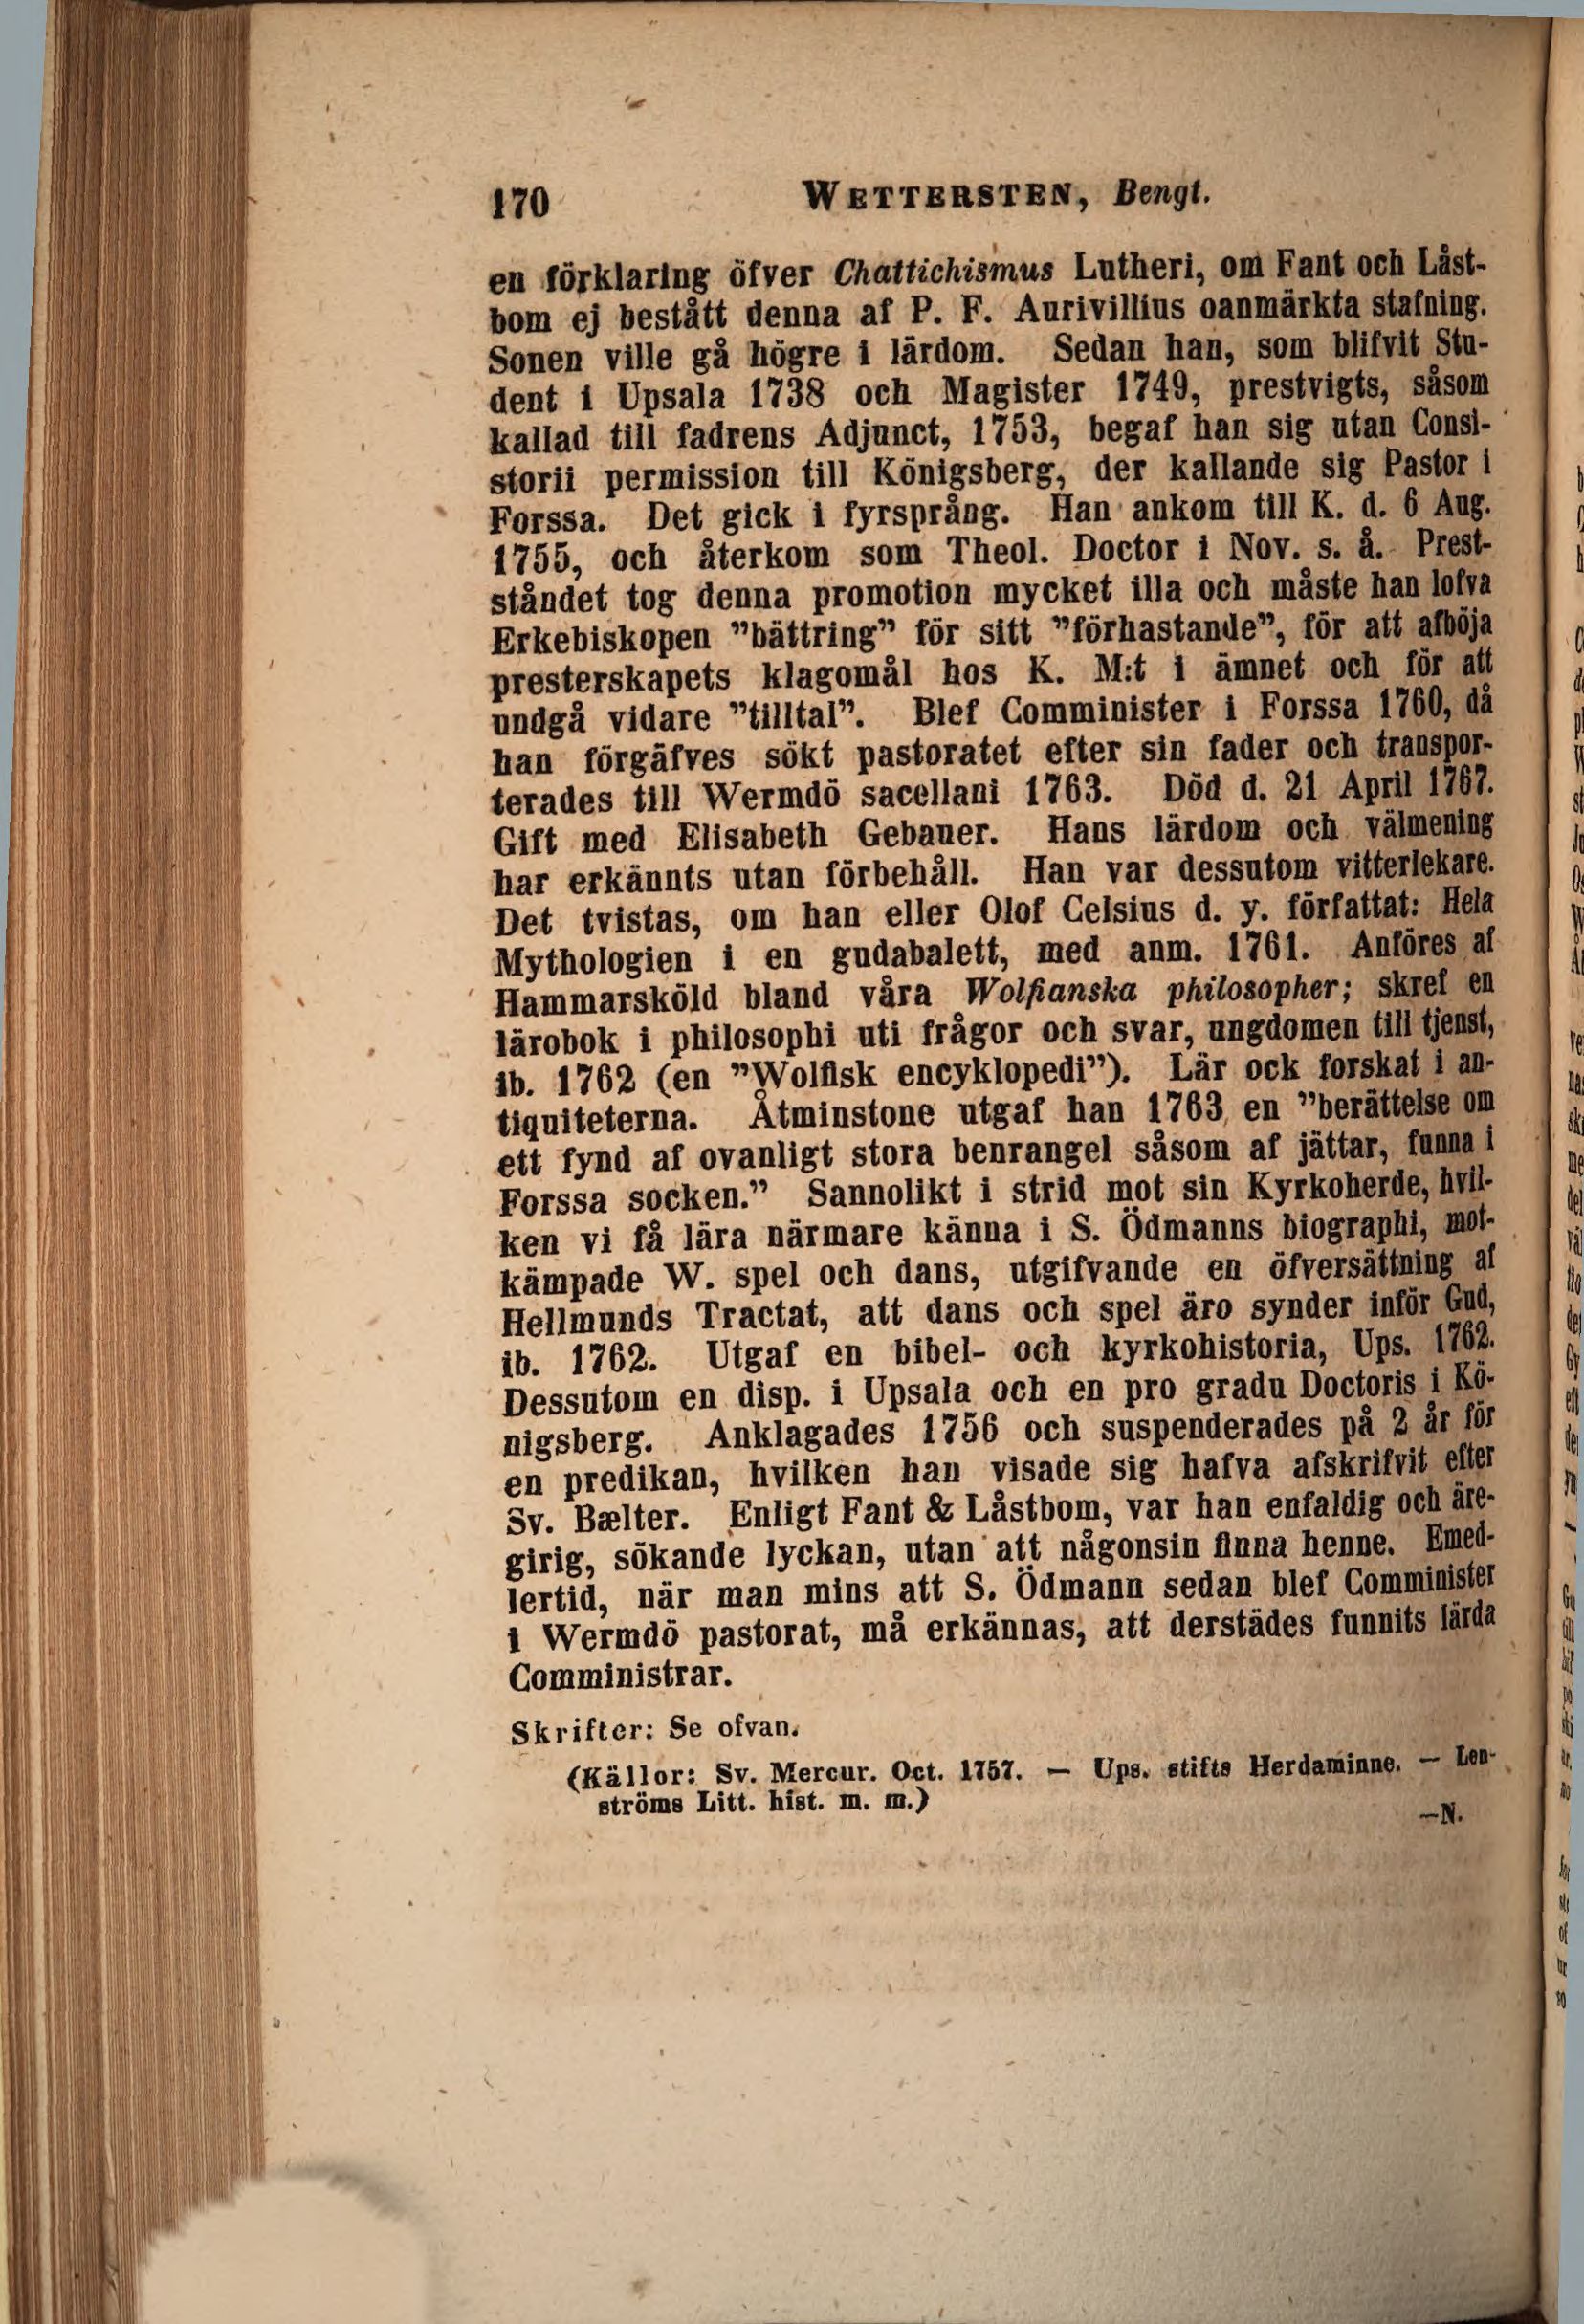 170 WETTERSTEN, Bengt.
en förklaring öfver Chattichismus Lutheri, om Fant och Låst-
bom ej bestått denna af P. F. Aurivillius oanmärkta stafning.
Sonen ville gå högre i lärdom. Sedan han, som blifvit Stu-
dent i Upsala 1738 och Magister 1749, prestvigts, såsom
kallad till fadrens Adjunct, 1753, begaf han sig utan Consi-
storii permission till Königsberg, der kallande sig Pastor i
Forssa. Det gick i fyrsprång. Han ankom till K. d. 6 Aug.
1755, och återkom som Theol. Doctor i Nov. s. å. Prest-
ståndet tog denna promotion mycket illa och måste han lofva
Erkebiskopen ”bättring” för sitt ”förhastande”, för att afböja
presterskapets klagomål hos K. M:t i ämnet och för att
undgå vidare ”tilltal”. Blef Comminister i Forssa 1760, då
han förgäfves sökt pastoratet efter sin fader och transpor-
terades till Wermdö sacellani 1763. Död d. 21 April 1767.
Gift med Elisabeth Gebauer. Hans lärdom och välmening
har erkännts utan förbehåll. Han var dessutom vitterlekare.
Det tvistas, om han eller Olof Celsius d. y. författat: Hela
Mythologien i en gudabalett, med anm. 1761. Anföres af
Hammarsköld bland våra Wolfianska philosopher; skref en
lärobok i philosophi uti frågor och svar, ungdomen till tjenst,
ib. 1762 (en ”Wolfisk encyklopedi”). Lär ock forskat i an-
tiquiteterna. Åtminstone utgaf han 1763 en ”berättelse om
ett fynd af ovanligt stora benrangel såsom af jättar, funna i
Forssa socken.” Sannolikt i strid mot sin Kyrkoherde, hvil-
ken vi få lära närmare känna i S. Ödmanns biographi, mot-
kämpade W. spel och dans, utgifvande en öfversättning af
Hellmunds Tractat, att dans och spel äro synder inför Gud,
ib. 1762. Utgaf en bibel- och kyrkohistoria, Ups. 1762.
Dessutom en disp. i Upsala och en pro gradu Doctoris i Kö-
nigsberg. Anklagades 1756 och suspenderades på 2 år för
en predikan, hvilken han visade sig hafva afskrifvit efter
Sv. Bælter. Enligt Fant & Låstbom, var han enfaldig och äre-
girig, sökande lyckan, utan att någonsin finna henne. Emed-
lertid, när man mins att S. Ödmann sedan blef Comminister
i Wermdö pastorat, må erkännas, att derstädes funnits lärda
Comministrar.
Skrifter: Se ofvan.
(Källor: Sv. Mercur. Oct. 1757. — Ups. stifts Herdaminne. — Len-
ströms Litt. hist. m. m.)
—N.